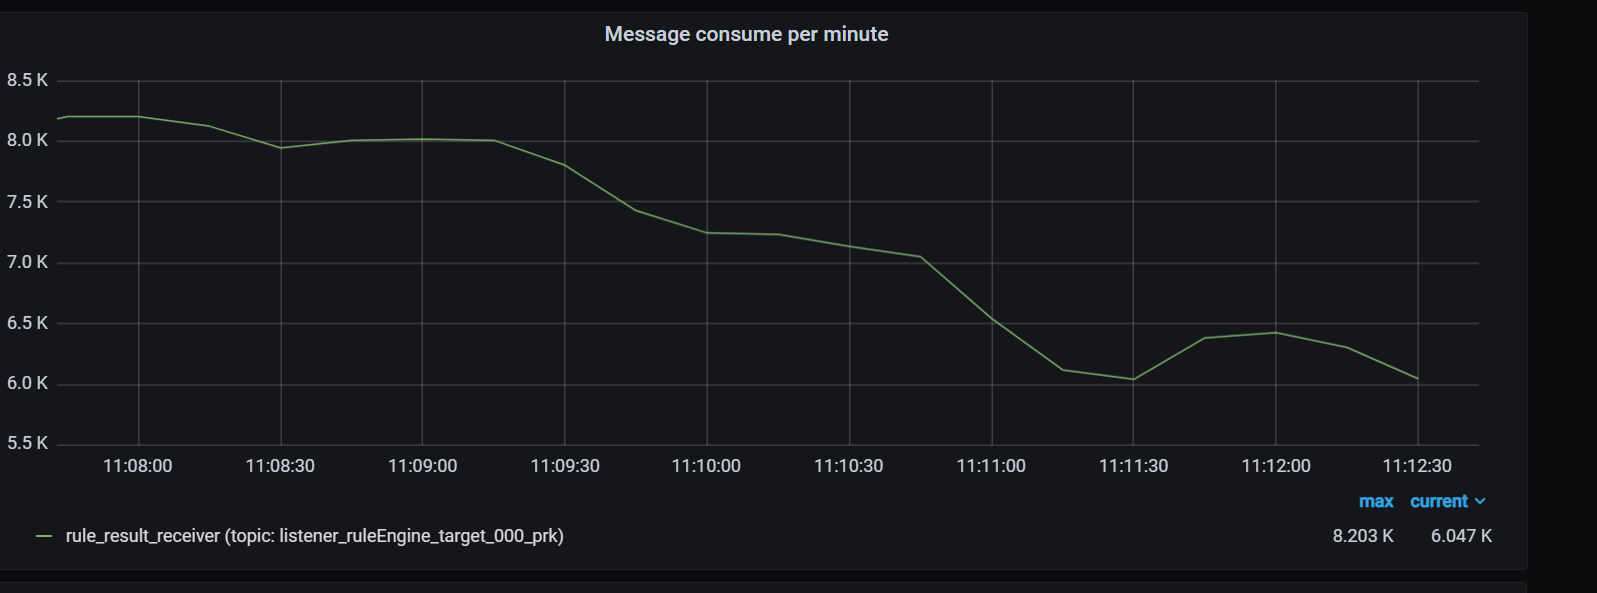 Message consume per minute
8.5 K
8.0 K
7.5 K
7.0 K
6.5 K
6.0 K
5.5 K
11:08:00 11:08:30 11:09:00 11:09:30 11:10:00 11:10:30 11:11:00 11:11:30 11:12:00 11:12:30
max current
rule_result_receiver (topic: listener_ruleEngine_target_000_prk) 8.203 K 6.047 K